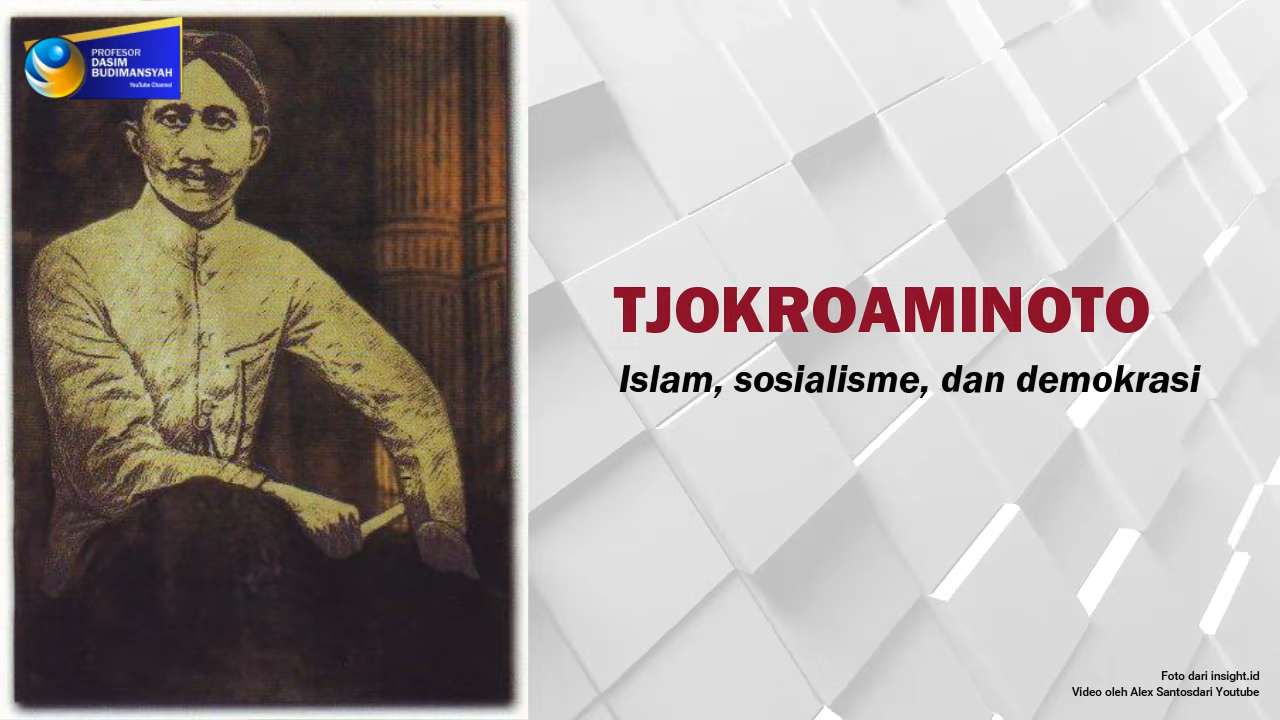 PROFESOR
DASIM
BUDIMANSYAH
YouTube Channel
TJOKROAMINOTO
Islam, sosialisme, dan demokrasi
Foto dari insight.id
Video oleh Alex Santosdari Youtube